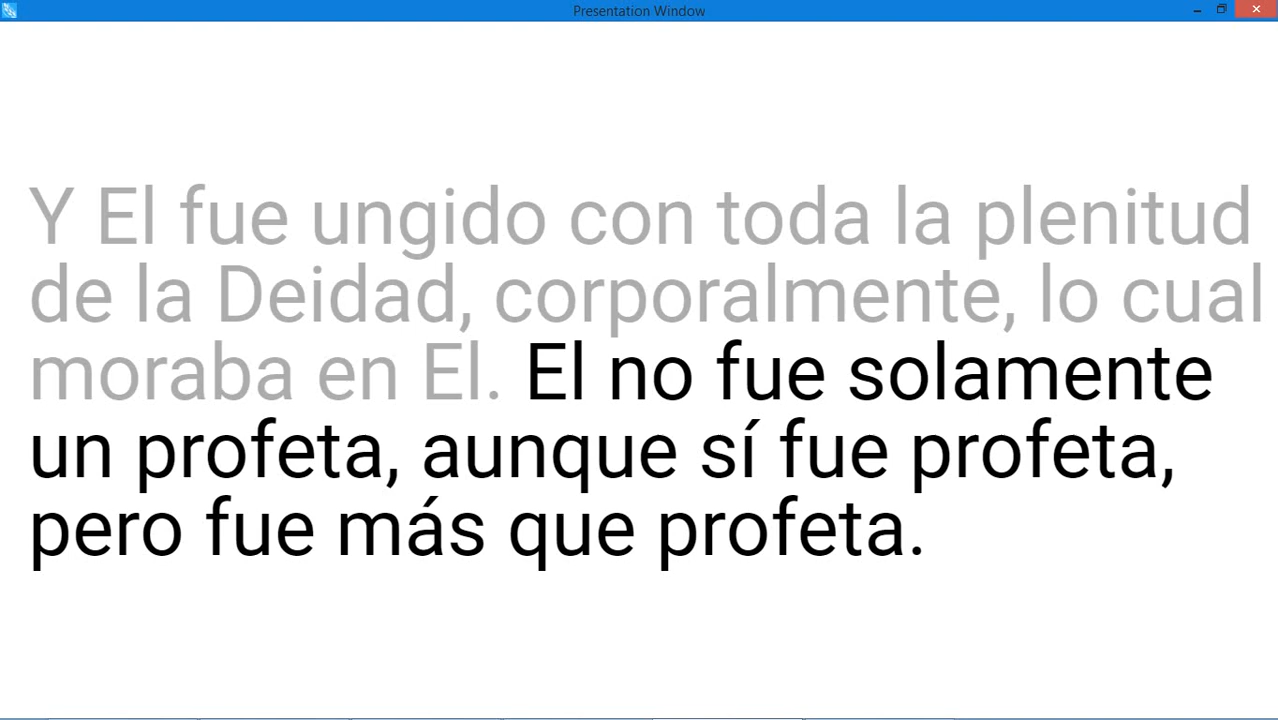 Presentation Window
Y El fue ungido con toda la plenitud
de la Deidad, corporalmente, lo cual
moraba en El. El no fue solamente
un profeta, aunque sí fue profeta,
pero fue más que profeta.